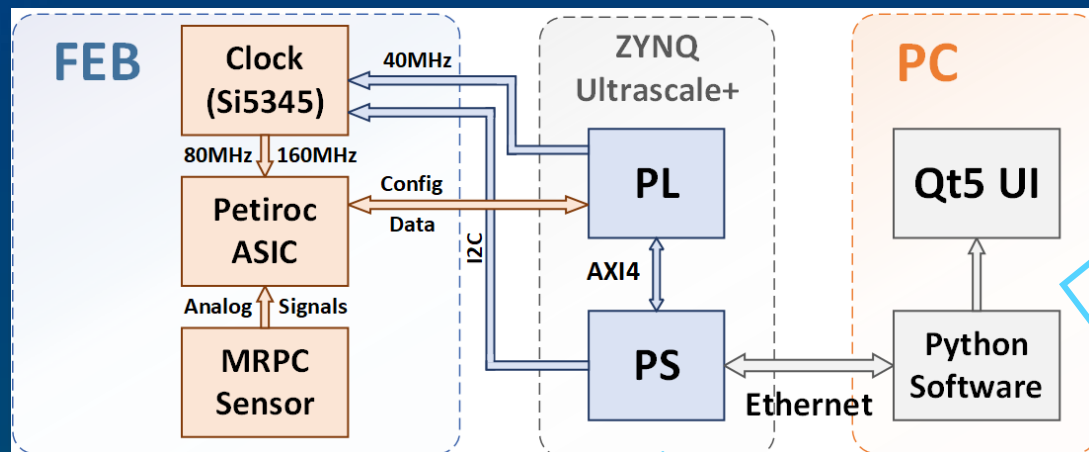 FEB
Clock
(Si5345)
80MHz
160MHz
Petiroc
ASIC
Analog
Signals
MRPC
Sensor
40MHz
Config
Data
I2C
ZYNQ
Ultrascale+
PL
AXI4
PS
Ethernet
PC
Qt5 UI
Python
Software